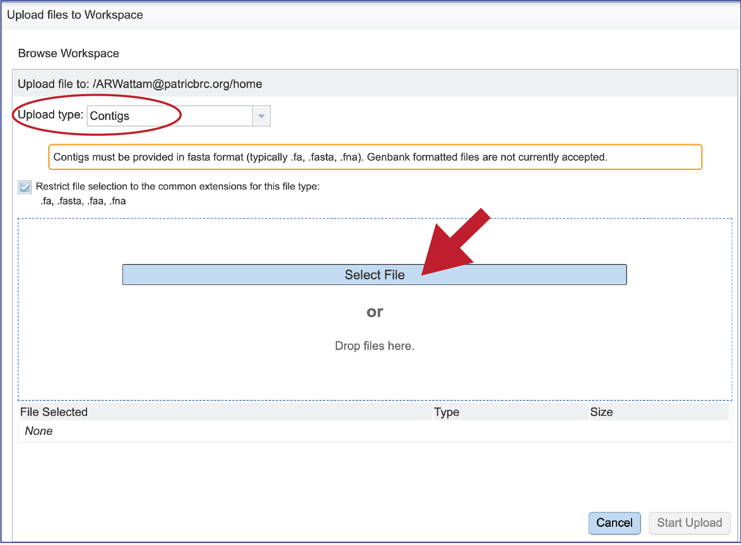 Upload files to Workspace
Browse Workspace
Upload file to: /ARWattam@patricbrc.org/home
Upload type: Contigs
Contigs must be provided in fasta format (typically .fa, .fasta, .fna). Genbank formatted files are not currently accepted.
Restrict file selection to the common extensions for this file type:
.fa, .fasta, .faa, .fna
Select File
or
Drop files here.
File Selected Type Size
None
Cancel Start Upload